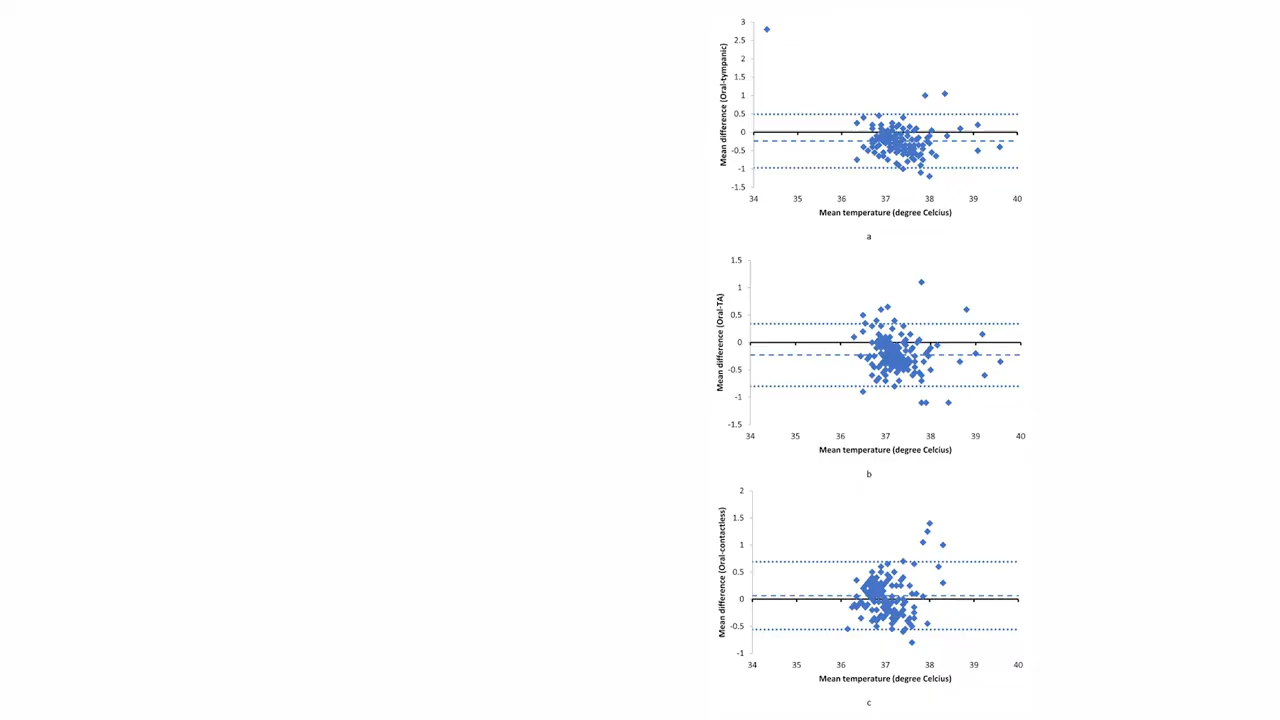 3
2.5
2
1.5
1
0.5
0
-0.5
-1
-1.5
Mean difference (Oral-tympanic)
34 35 36 37 38 39 40
Mean temperature (degree Celcius)
a
1.5
1
0.5
0
-0.5
-1
-1.5
Mean difference (Oral-TA)
34 35 36 37 38 39 40
Mean temperature (degree Celcius)
b
2
1.5
1
0.5
0
-0.5
-1
Mean difference (Oral-contactless)
34 35 36 37 38 39 40
Mean temperature (degree Celcius)
c